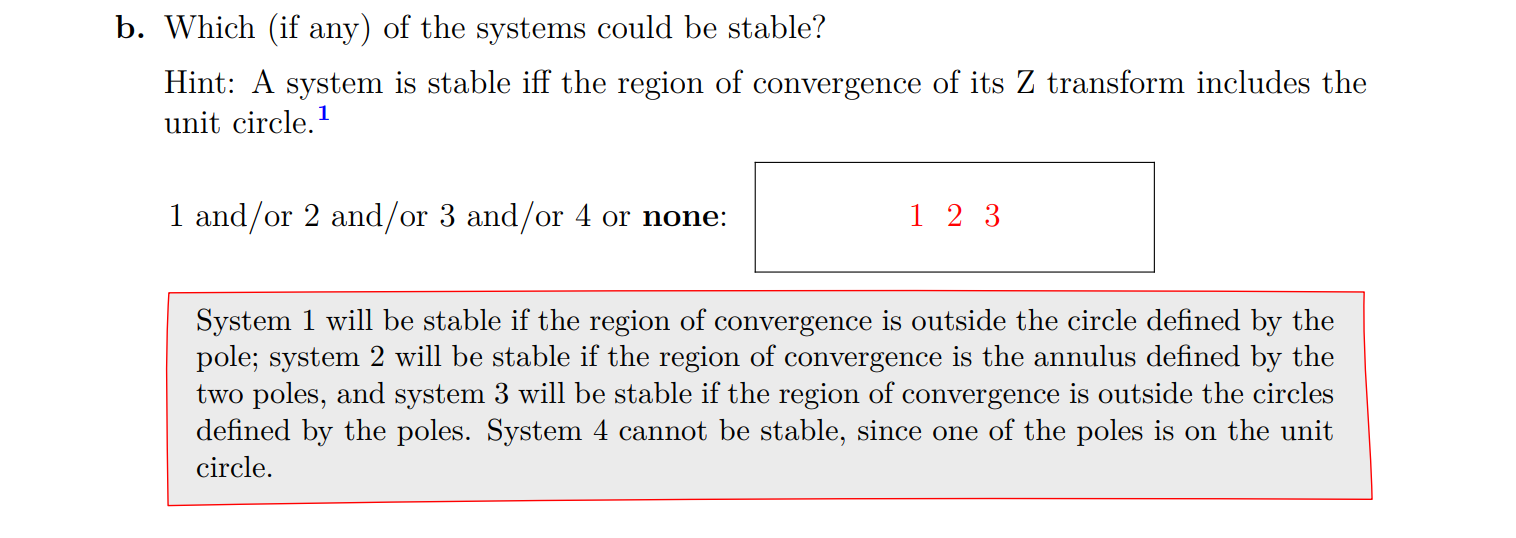 b. Which (if any) of the systems could be stable?
Hint: A system is stable iff the region of convergence of its Z transform includes the
unit circle.1
1 and/or 2 and/or 3 and/or 4 or none:
1 2 3
System 1 will be stable if the region of convergence is outside the circle defined by the
pole; system 2 will be stable if the region of convergence is the annulus defined by the
two poles, and system 3 will be stable if the region of convergence is outside the circles
defined by the poles. System 4 cannot be stable, since one of the poles is on the unit
circle.